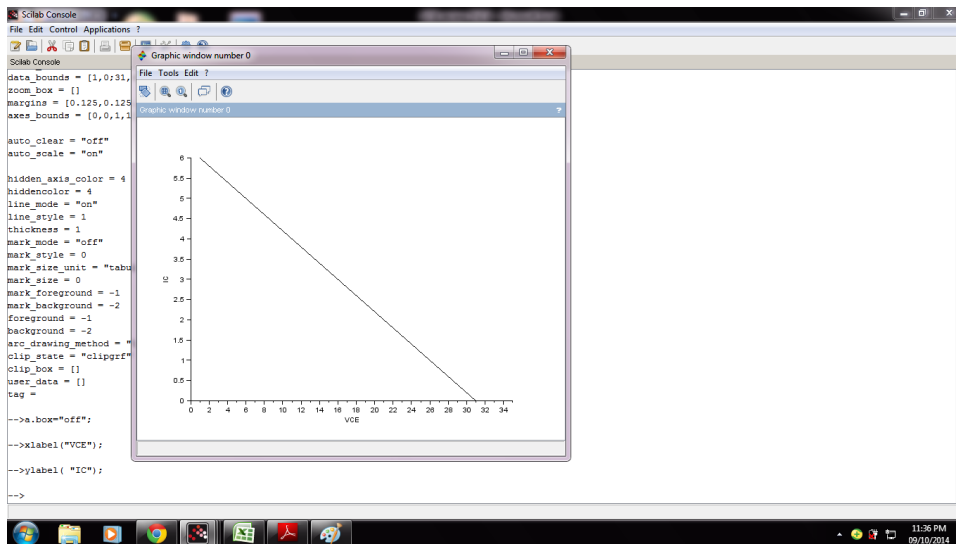 Scilab Console
File Edit Control Applications ?
Scilab Console
data_bounds = [1,0;31,
zoom_box = []
margins = [0.125,0.125
axes_bounds = [0,0,1,1
auto_clear = "off"
auto_scale = "on"
hidden_axis_color = 4
hiddencolor = 4
line_mode = "on"
line_style = 1
thickness = 1
mark_mode = "off"
mark_style = 0
mark_size_unit = "tabu
mark_size = 0
mark_foreground = -1
mark_background = -2
foreground = -1
background = -2
arc_drawing_method = "
clip_state = "clipgrf"
clip_box = []
user_data = []
tag =
-->a.box="off";
-->xlabel("VCE");
-->ylabel( "IC");
-->
Graphic window number 0
File Tools Edit ?
Graphic window number 0 ?
6
5.5
5
4.5
4
3.5
3
2.5
2
1.5
1
0.5
0
IC
0 2 4 6 8 10 12 14 16 18 20 22 24 26 28 30 32 34
VCE
11:36 PM
09/10/2014